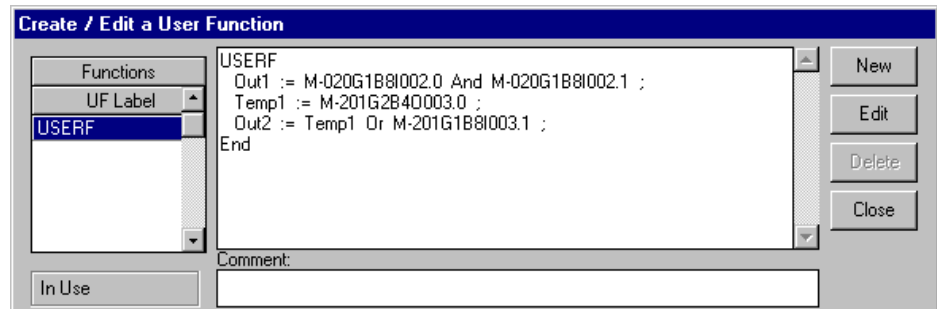 Create / Edit a User Function
Functions
UF Label
USERF
In Use
USERF
Out1 := M-020G1B8I002.0 And M-020G1B8I002.1 ;
Temp1 := M-201G2B4O003.0 ;
Out2 := Temp1 Or M-201G1B8I003.1 ;
End
Comment:
New
Edit
Delete
Close